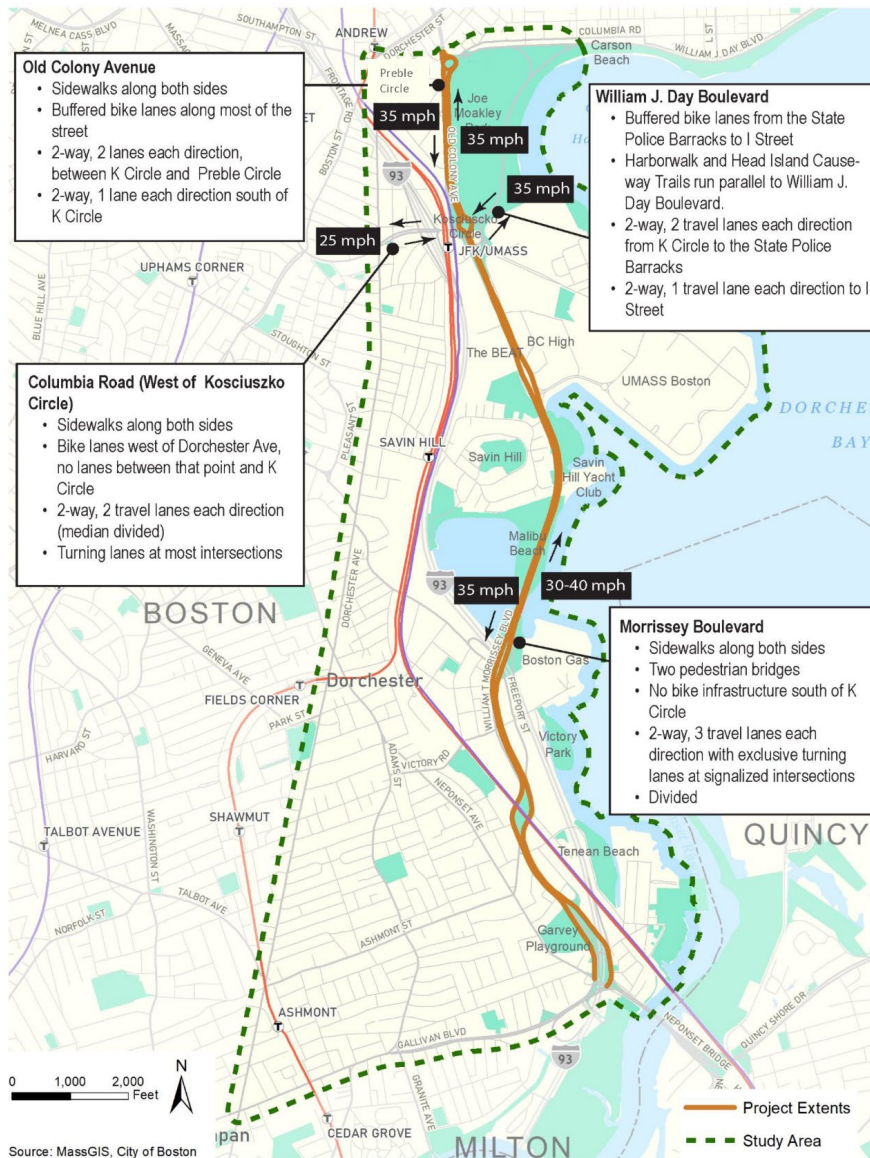 MELNEA CASS BLVD
SOUTHAMPTON ST
ANDREW
DORCHESTER ST
COLUMBIA RD
WILLIAM J. DAY BLVD
L ST
Carson
Beach
Old Colony Avenue
• Sidewalks along both sides
• Buffered bike lanes along most of the
street
• 2-way, 2 lanes each direction,
between K Circle and Preble Circle
• 2-way, 1 lane each direction south of
K Circle
Preble
Circle
FRONTAGE RD
BOSTON ST
Joe
Moakley
35 mph
35 mph
OLD COLONY AVE
93
35 mph
William J. Day Boulevard
• Buffered bike lanes from the State
Police Barracks to I Street
• Harborwalk and Head Island Cause-
way Trails run parallel to William J.
Day Boulevard.
• 2-way, 2 travel lanes each direction
from K Circle to the State Police
Barracks
• 2-way, 1 travel lane each direction to I
Street
Kosciuszko
Circle
25 mph
JFK/UMASS
UPHAMS CORNER
BLUE HILL AVE
STOUGHTON ST
PLEASANT ST
The BEAT
BC High
UMASS Boston
DORCHE
BAY
Columbia Road (West of Kosciuszko
Circle)
• Sidewalks along both sides
• Bike lanes west of Dorchester Ave,
no lanes between that point and K
Circle
• 2-way, 2 travel lanes each direction
(median divided)
• Turning lanes at most intersections
SAVIN HILL
Savin Hill
Savin
Hill Yacht
Club
Malibu
Beach
DORCHESTER AVE
93
35 mph
30-40 mph
BOSTON
Morrissey Boulevard
• Sidewalks along both sides
• Two pedestrian bridges
• No bike infrastructure south of K
Circle
• 2-way, 3 travel lanes each
direction with exclusive turning
lanes at signalized intersections
• Divided
WILLIAM T MORRISSEY BLVD
Boston Gas
FREEPORT ST
GENEVA AVE
Dorchester
FIELDS CORNER
PARK ST
HARVARD ST
ADAMS ST
VICTORY RD
Victory
Park
NEPONSET AVE
WASHINGTON ST
SHAWMUT
TALBOT AVENUE
QUINCY
Tenean Beach
TALBOT AVE
NORFOLK ST
ASHMONT ST
Garvey
Playground
ASHMONT
GALLIVAN BLVD
93
QUINCY SHORE DR
NEPONSET BRIDGE
N
0 1,000 2,000
Feet
GRANITE AVE
CEDAR GROVE
MILTON
pan
Project Extents
Study Area
Source: MassGIS, City of Boston